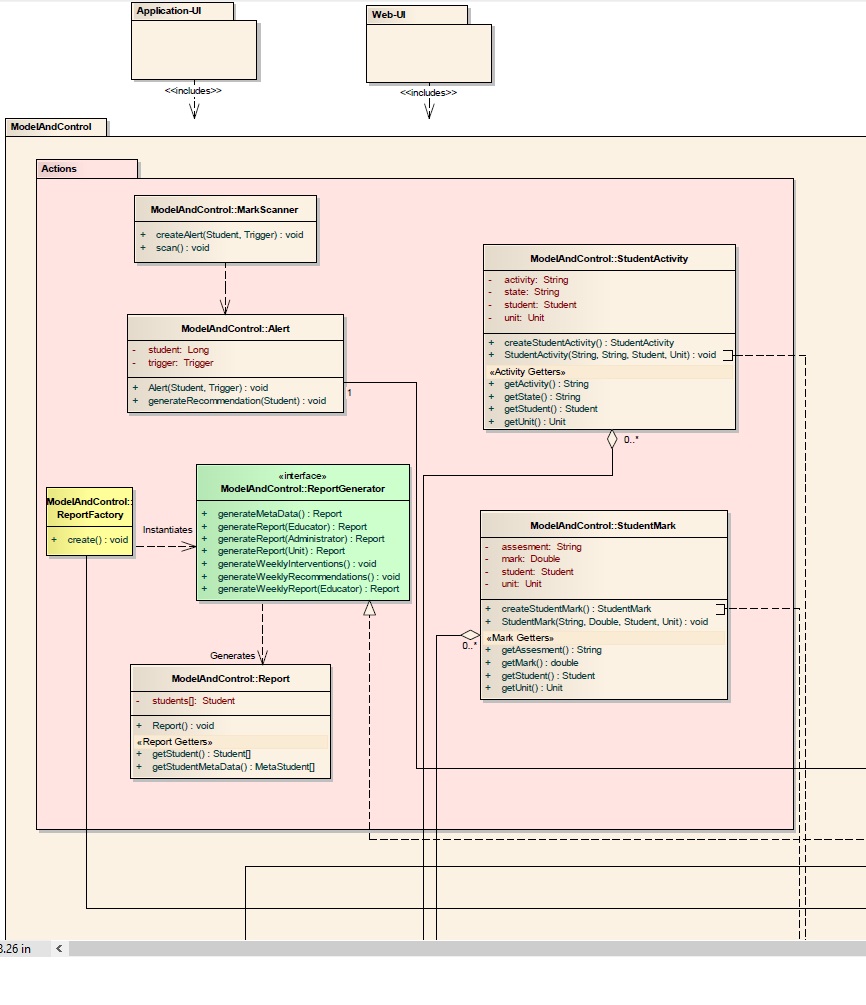 Application-UI
Web-UI
<<includes>>
<<includes>>
ModelAndControl
Actions
ModelAndControl::MarkScanner
+ createAlert(Student, Trigger) : void
+ scan() : void
ModelAndControl::Alert
- student: Long
- trigger: Trigger
+ Alert(Student, Trigger) : void
+ generateRecommendation(Student) : void
1
ModelAndControl::StudentActivity
- activity: String
- state: String
- student: Student
- unit: Unit
+ createStudentActivity() : StudentActivity
+ StudentActivity(String, String, Student, Unit) : void
«Activity Getters»
+ getActivity() : String
+ getState() : String
+ getStudent() : Student
+ getUnit() : Unit
0..*
ModelAndControl::
ReportFactory
+ create() : void
Instantiates
«interface»
ModelAndControl::ReportGenerator
+ generateMetaData() : Report
+ generateReport(Educator) : Report
+ generateReport(Administrator) : Report
+ generateReport(Unit) : Report
+ generateWeeklyInterventions() : void
+ generateWeeklyRecommendations() : void
+ generateWeeklyReport(Educator) : Report
Generates
ModelAndControl::Report
- students[]: Student
+ Report() : void
«Report Getters»
+ getStudent() : Student[]
+ getStudentMetaData() : MetaStudent[]
ModelAndControl::StudentMark
- assesment: String
- mark: Double
- student: Student
- unit: Unit
+ createStudentMark() : StudentMark
+ StudentMark(String, Double, Student, Unit) : void
«Mark Getters»
+ getAssesment() : String
+ getMark() : double
+ getStudent() : Student
+ getUnit() : Unit
0..*
3.26 in